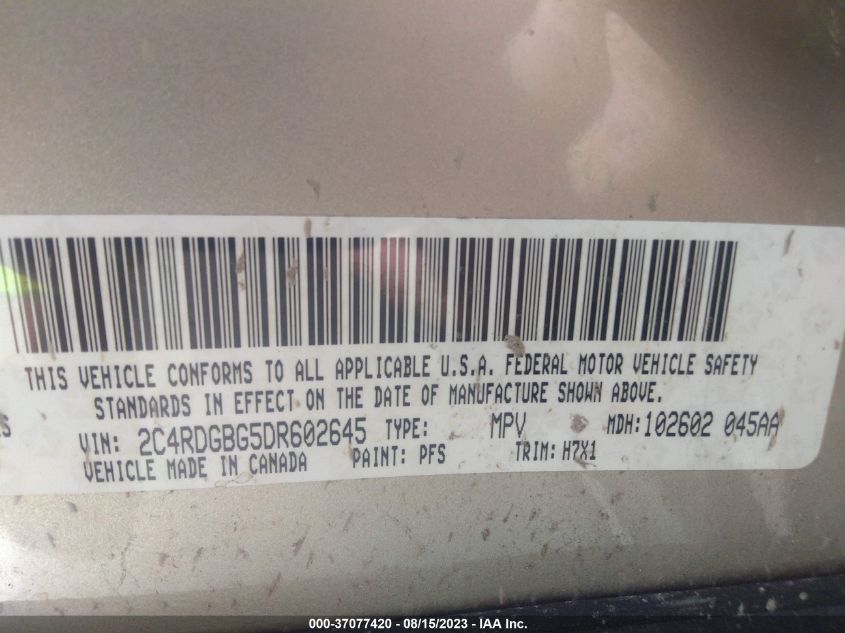 THIS VEHICLE CONFORMS TO ALL APPLICABLE U.S.A. FEDERAL MOTOR VEHICLE SAFETY
STANDARDS IN EFFECT ON THE DATE OF MANUFACTURE SHOWN ABOVE.
VIN: 2C4RDGBG5DR602645 TYPE: MPV MDH:102602 045AA
VEHICLE MADE IN CANADA PAINT: PFS TRIM: H7X1
000-37077420 - 08/15/2023 - IAA Inc.